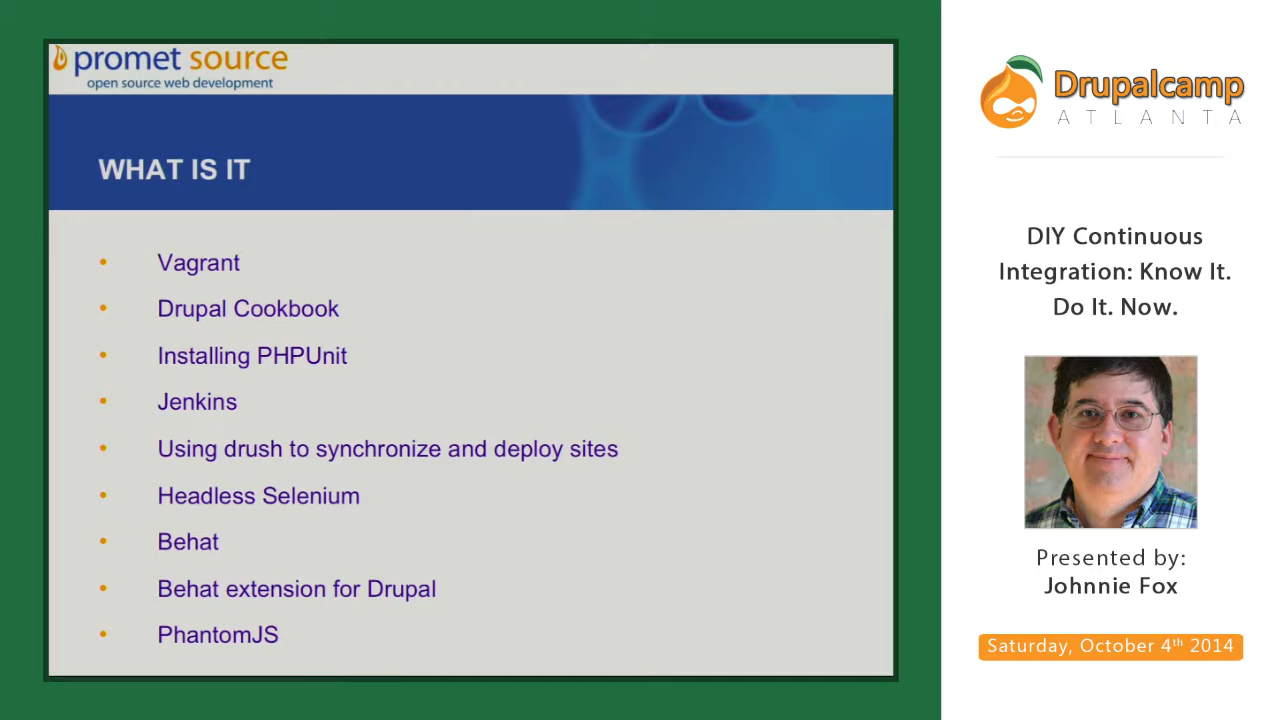 promet source
open source web development
WHAT IS IT
• Vagrant
• Drupal Cookbook
• Installing PHPUnit
• Jenkins
• Using drush to synchronize and deploy sites
• Headless Selenium
• Behat
• Behat extension for Drupal
• PhantomJS
Drupalcamp
ATLANTA
DIY Continuous
Integration: Know It.
Do It. Now.
Presented by:
Johnnie Fox
Saturday, October 4th 2014